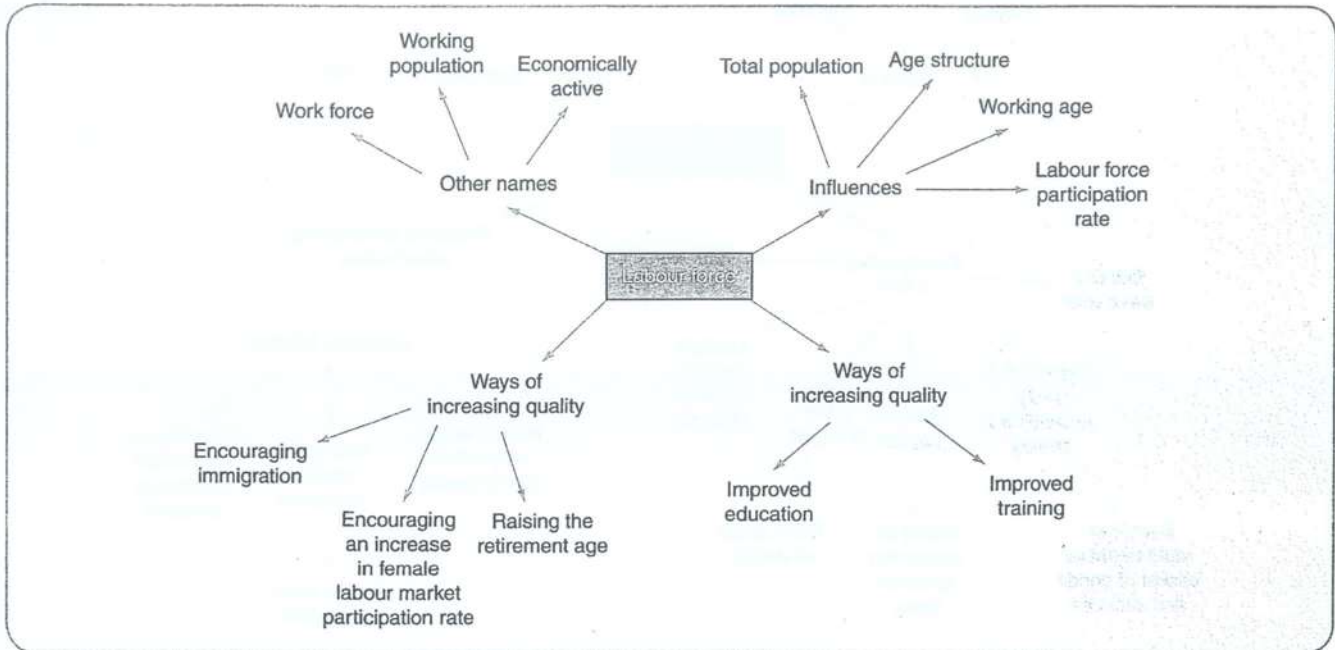 Working
population
Economically
active
Work force
Other names
Total population
Age structure
Working age
Labour force
participation
rate
Influences
Labour force
Ways of
increasing quality
Encouraging
immigration
Encouraging
an increase
in female
labour market
participation rate
Raising the
retirement age
Ways of
increasing quality
Improved
education
Improved
training